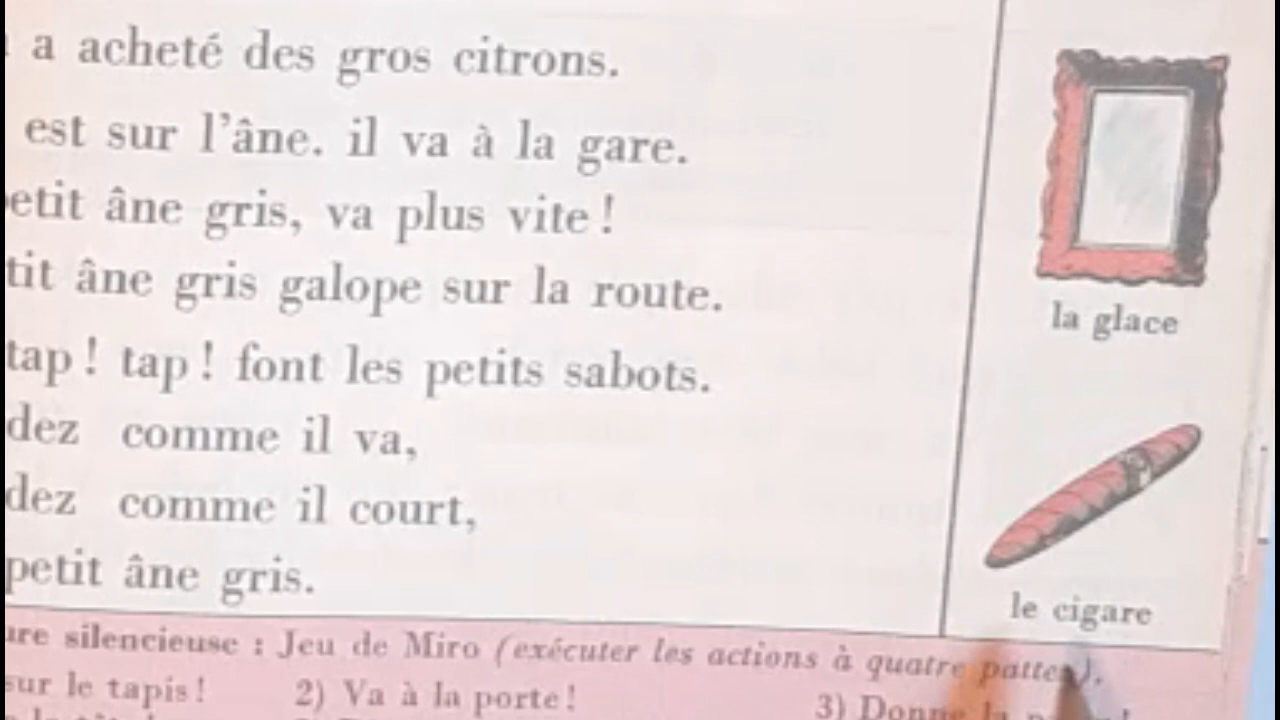 a acheté des gros citrons.
est sur l'âne. il va à la gare.
etit âne gris, va plus vite !
tit âne gris galope sur la route.
tap ! tap ! font les petits sabots.
dez comme il va,
dez comme il court,
petit âne gris.
la glace
le cigare
ure silencieuse : Jeu de Miro (exécuter les actions à quatre pattes).
sur le tapis ! 2) Va à la porte ! 3) Donne la